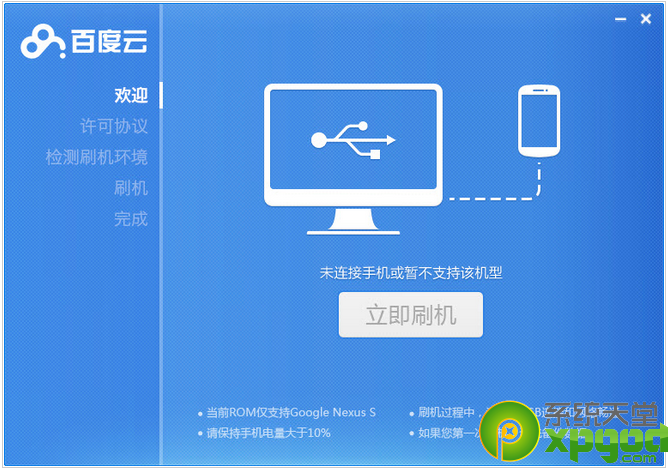 百度云
欢迎
许可协议
检测刷机环境
刷机
完成
未连接手机或暂不支持该机型
立即刷机
当前ROM仅支持Google Nexus S
请保持手机电量大于10%
刷机过程中，
如果您第一次
系统天堂
xpgod
.com